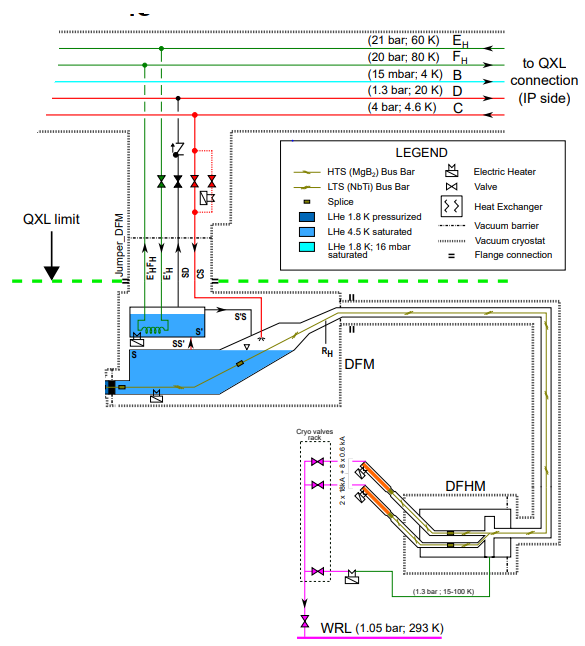 (21 bar; 60 K) E_H
(20 bar; 80 K) F_H
(15 mbar; 4 K) B
(1.3 bar; 20 K) D
(4 bar; 4.6 K) C
to QXL
connection
(IP side)
LEGEND
HTS (MgB₂) Bus Bar
LTS (NbTi) Bus Bar
Splice
LHe 1.8 K pressurized
LHe 4.5 K saturated
LHe 1.8 K; 16 mbar
saturated
Electric Heater
Valve
Heat Exchanger
Vacuum barrier
Vacuum cryostat
Flange connection
QXL limit
Jumper_DFM
E'_HF_H
E'_H
SD
CS
S'S
S'
SS'
S
R_H
DFM
Cryo valves
rack
2 x 18kA + 8 x 0.6 kA
DFHM
(1.3 bar ; 15-100 K)
WRL (1.05 bar; 293 K)